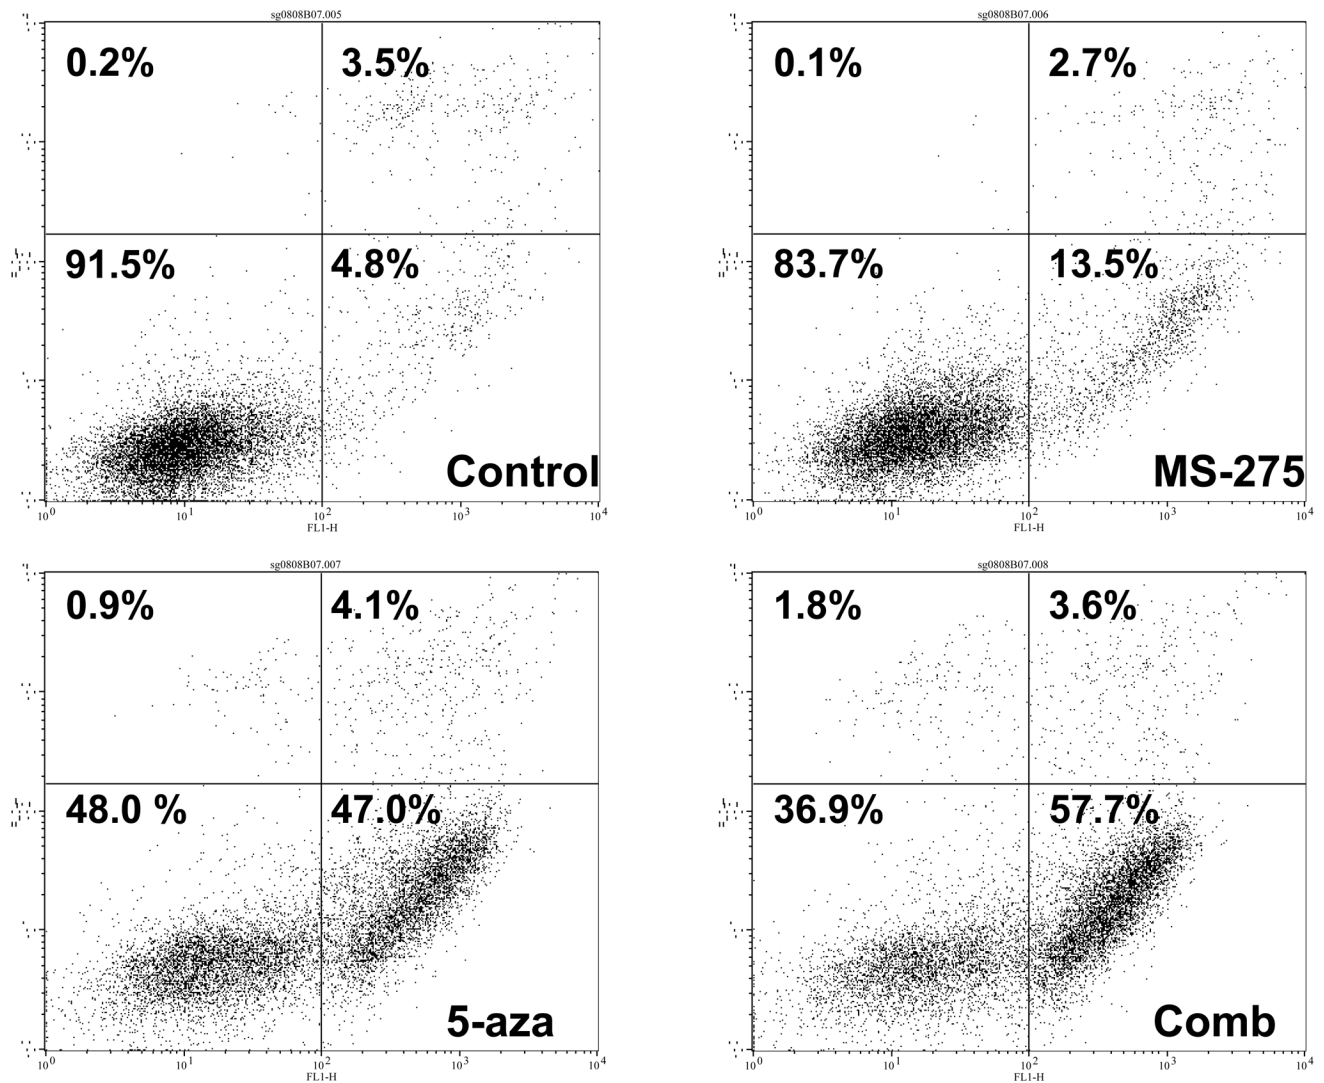 sg0808B07.005
0.2%
3.5%
91.5%
4.8%
Control
10^0 10^1 10^2 10^3 10^4
FL1-H
sg0808B07.006
0.1%
2.7%
83.7%
13.5%
MS-275
10^0 10^1 10^2 10^3 10^4
FL1-H
sg0808B07.007
0.9%
4.1%
48.0 %
47.0%
5-aza
10^0 10^1 10^2 10^3 10^4
FL1-H
sg0808B07.008
1.8%
3.6%
36.9%
57.7%
Comb
10^0 10^1 10^2 10^3 10^4
FL1-H